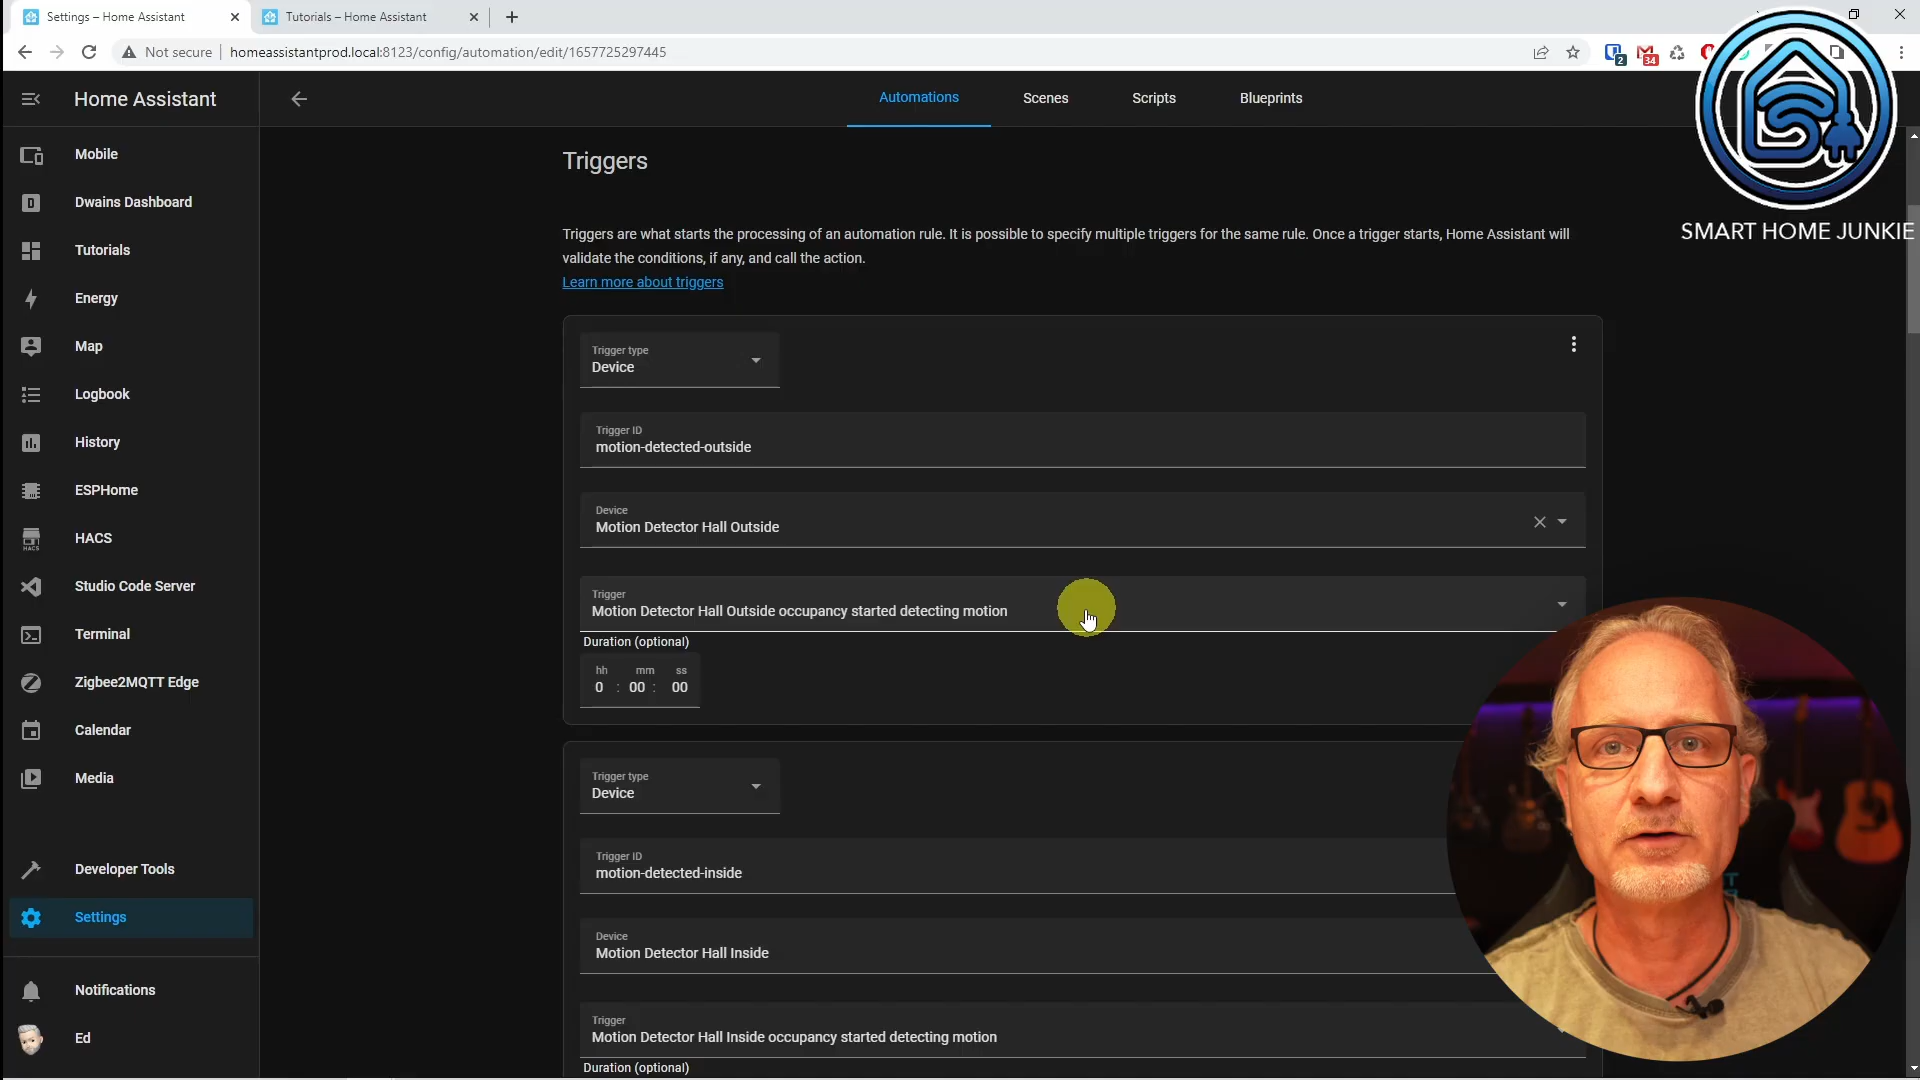 Settings – Home Assistant
Tutorials – Home Assistant
Not secure
homeassistantprod.local:8123/config/automation/edit/1657725297445
2
34
Home Assistant
Automations
Scenes
Scripts
Blueprints
SMART HOME JUNKIE
Mobile
Dwains Dashboard
Tutorials
Energy
Map
Logbook
History
ESPHome
HACS
HACS
Studio Code Server
Terminal
Zigbee2MQTT Edge
Calendar
Media
Developer Tools
Settings
Notifications
Ed
Triggers
Triggers are what starts the processing of an automation rule. It is possible to specify multiple triggers for the same rule. Once a trigger starts, Home Assistant will
validate the conditions, if any, and call the action.
Learn more about triggers
Trigger type
Device
Trigger ID
motion-detected-outside
Device
Motion Detector Hall Outside
Trigger
Motion Detector Hall Outside occupancy started detecting motion
Duration (optional)
hh mm ss
0 : 00 : 00
Trigger type
Device
Trigger ID
motion-detected-inside
Device
Motion Detector Hall Inside
Trigger
Motion Detector Hall Inside occupancy started detecting motion
Duration (optional)